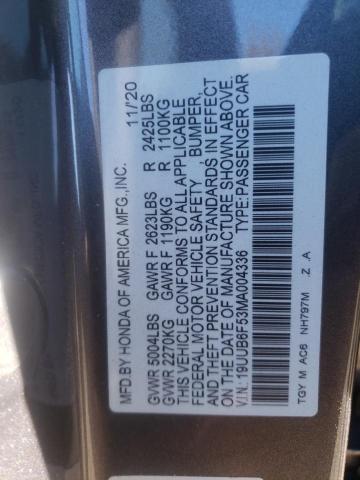 MFD.BY HONDA OF AMERICA MFG.,INC. 11/'20
GVWR 5004LBS GAWR F 2623LBS R 2425LBS
GVWR 2270KG GAWR F 1190KG R 1100KG
THIS VEHICLE CONFORMS TO ALL APPLICABLE
FEDERAL MOTOR VEHICLE SAFETY , BUMPER,
AND THEFT PREVENTION STANDARDS IN EFFECT
ON THE DATE OF MANUFACTURE SHOWN ABOVE.
V.I.N.:19UUB6F53MA004336 TYPE:PASSENGER CAR
TGY M AC6 NH797M .Z .A